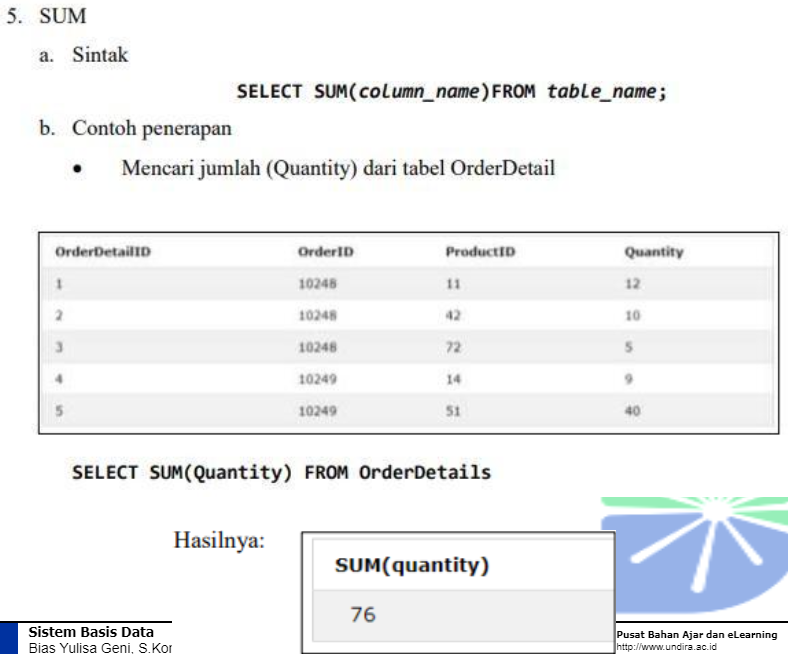 5. SUM
a. Sintak
SELECT SUM(column_name)FROM table_name;
b. Contoh penerapan
• Mencari jumlah (Quantity) dari tabel OrderDetail
OrderDetailID OrderID ProductID Quantity
1 10248 11 12
2 10248 42 10
3 10248 72 5
4 10249 14 9
5 10249 51 40
SELECT SUM(Quantity) FROM OrderDetails
Hasilnya:
SUM(quantity)
76
Sistem Basis Data
Bias Yulisa Geni, S.Kor
Pusat Bahan Ajar dan eLearning
http://www.undira.ac.id